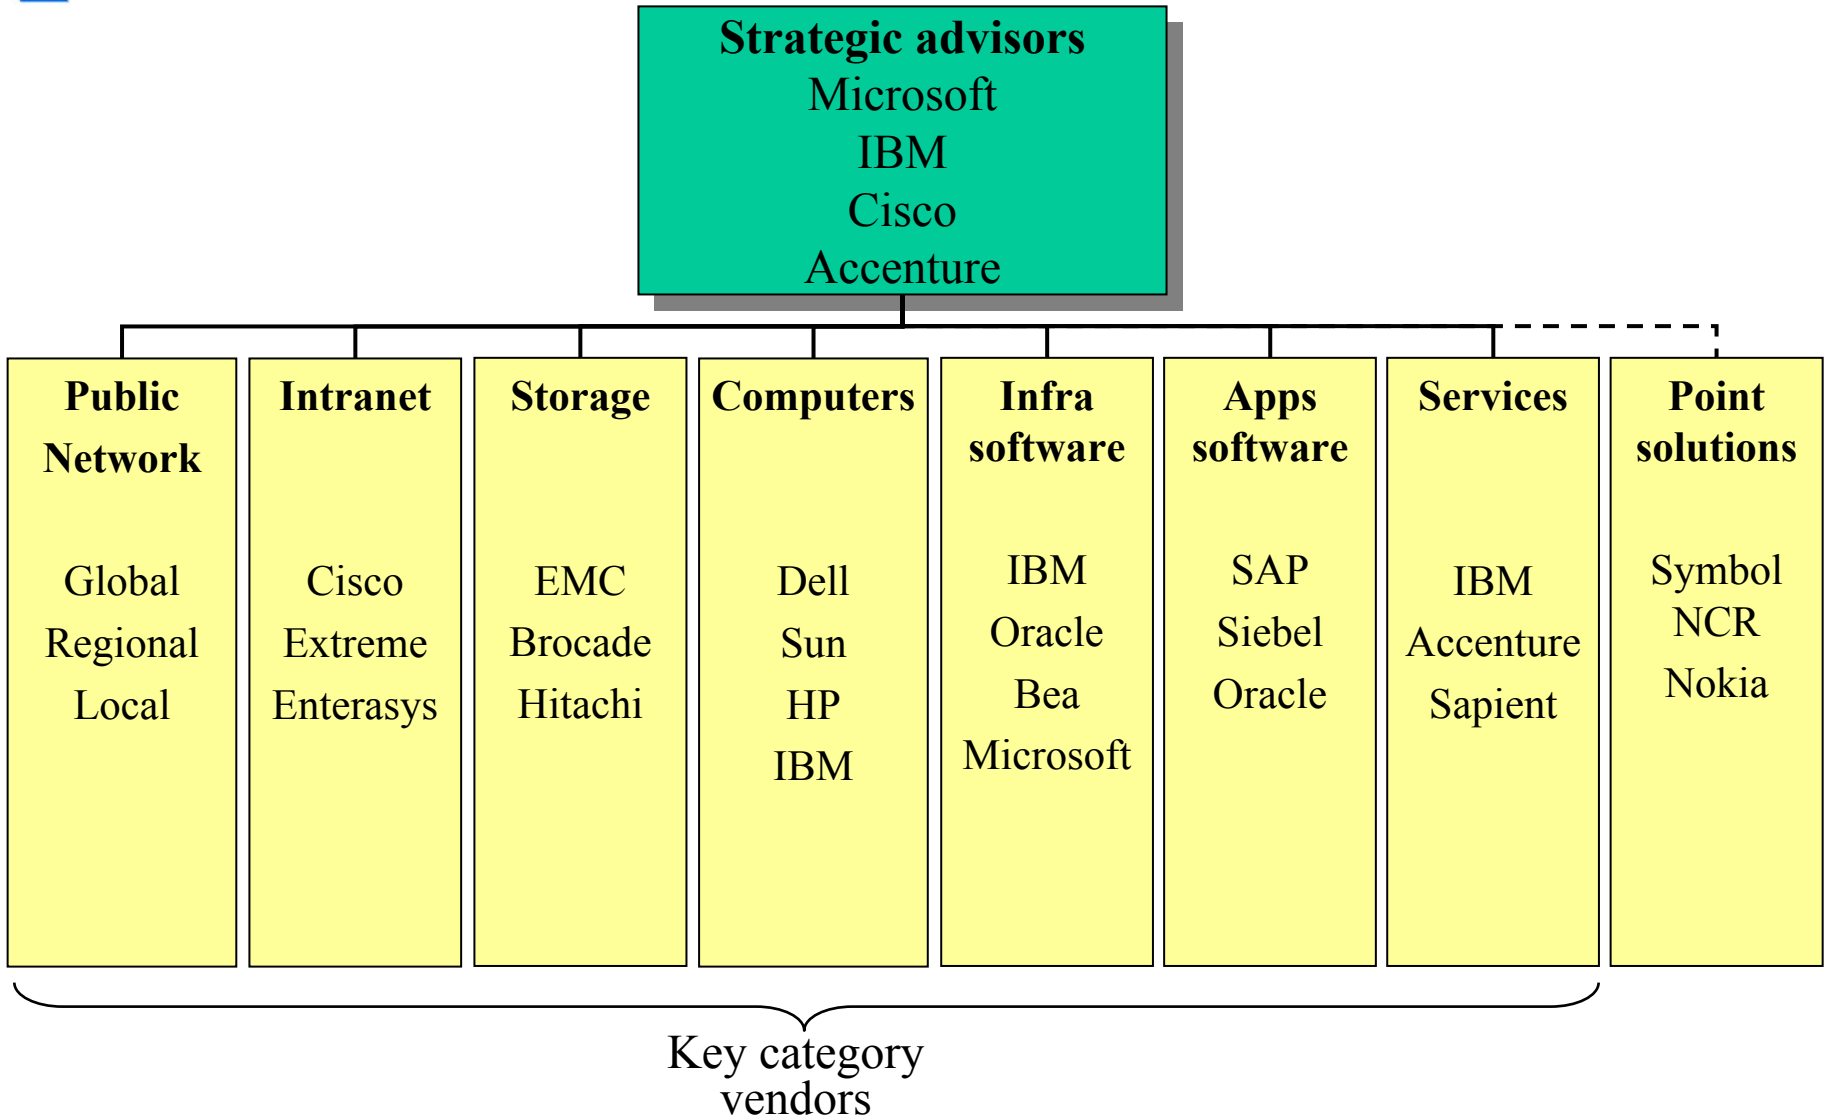 Strategic advisors
Microsoft
IBM
Cisco
Accenture
Public
Network
Global
Regional
Local
Intranet
Cisco
Extreme
Enterasys
Storage
EMC
Brocade
Hitachi
Computers
Dell
Sun
HP
IBM
Infra
software
IBM
Oracle
Bea
Microsoft
Apps
software
SAP
Siebel
Oracle
Services
IBM
Accenture
Sapient
Point
solutions
Symbol
NCR
Nokia
Key category
vendors